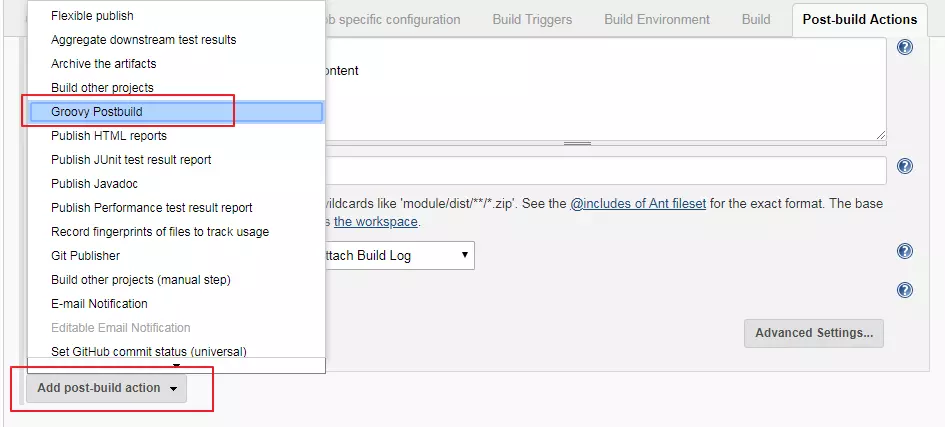 ob specific configuration
Build Triggers
Build Environment
Build
Post-build Actions
Flexible publish
Aggregate downstream test results
Archive the artifacts
Build other projects
Groovy Postbuild
Publish HTML reports
Publish JUnit test result report
Publish Javadoc
Publish Performance test result report
Record fingerprints of files to track usage
Git Publisher
Build other projects (manual step)
E-mail Notification
Editable Email Notification
Set GitHub commit status (universal)
Add post-build action
ontent
wildcards like 'module/dist/**/*.zip'. See the @includes of Ant fileset for the exact format. The base
s the workspace.
ttach Build Log
Advanced Settings...